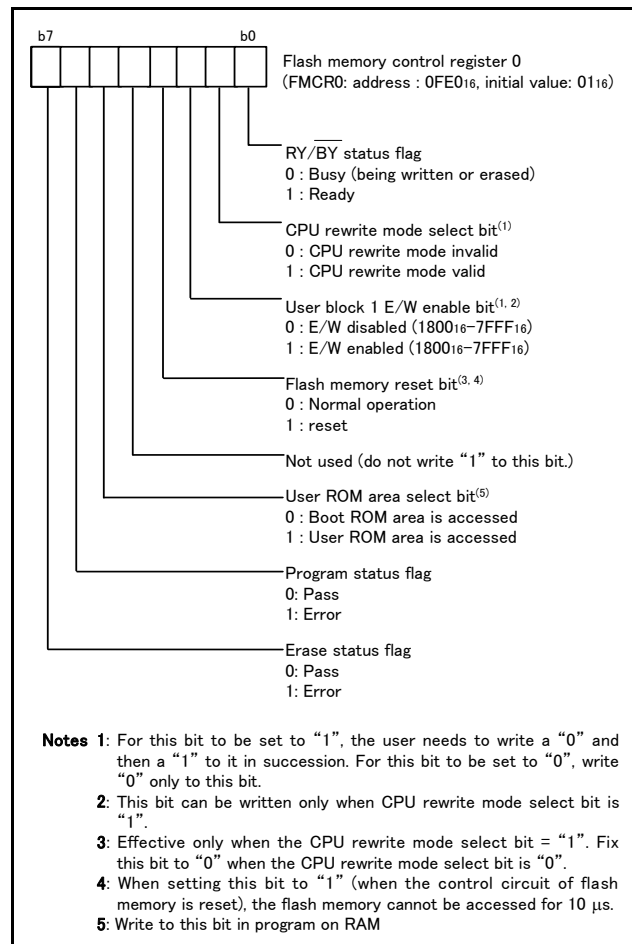 b7 b0
Flash memory control register 0
(FMCR0: address : 0FE0₁₆, initial value: 01₁₆)
RY/B̅Y̅ status flag
0 : Busy (being written or erased)
1 : Ready
CPU rewrite mode select bit⁽¹⁾
0 : CPU rewrite mode invalid
1 : CPU rewrite mode valid
User block 1 E/W enable bit⁽¹, ²⁾
0 : E/W disabled (1800₁₆-7FFF₁₆)
1 : E/W enabled (1800₁₆-7FFF₁₆)
Flash memory reset bit⁽³, ⁴⁾
0 : Normal operation
1 : reset
Not used (do not write “1” to this bit.)
User ROM area select bit⁽⁵⁾
0 : Boot ROM area is accessed
1 : User ROM area is accessed
Program status flag
0: Pass
1: Error
Erase status flag
0: Pass
1: Error
Notes 1: For this bit to be set to “1”, the user needs to write a “0” and
then a “1” to it in succession. For this bit to be set to “0”, write
“0” only to this bit.
2: This bit can be written only when CPU rewrite mode select bit is
“1”.
3: Effective only when the CPU rewrite mode select bit = “1”. Fix
this bit to “0” when the CPU rewrite mode select bit is “0”.
4: When setting this bit to “1” (when the control circuit of flash
memory is reset), the flash memory cannot be accessed for 10 μs.
5: Write to this bit in program on RAM